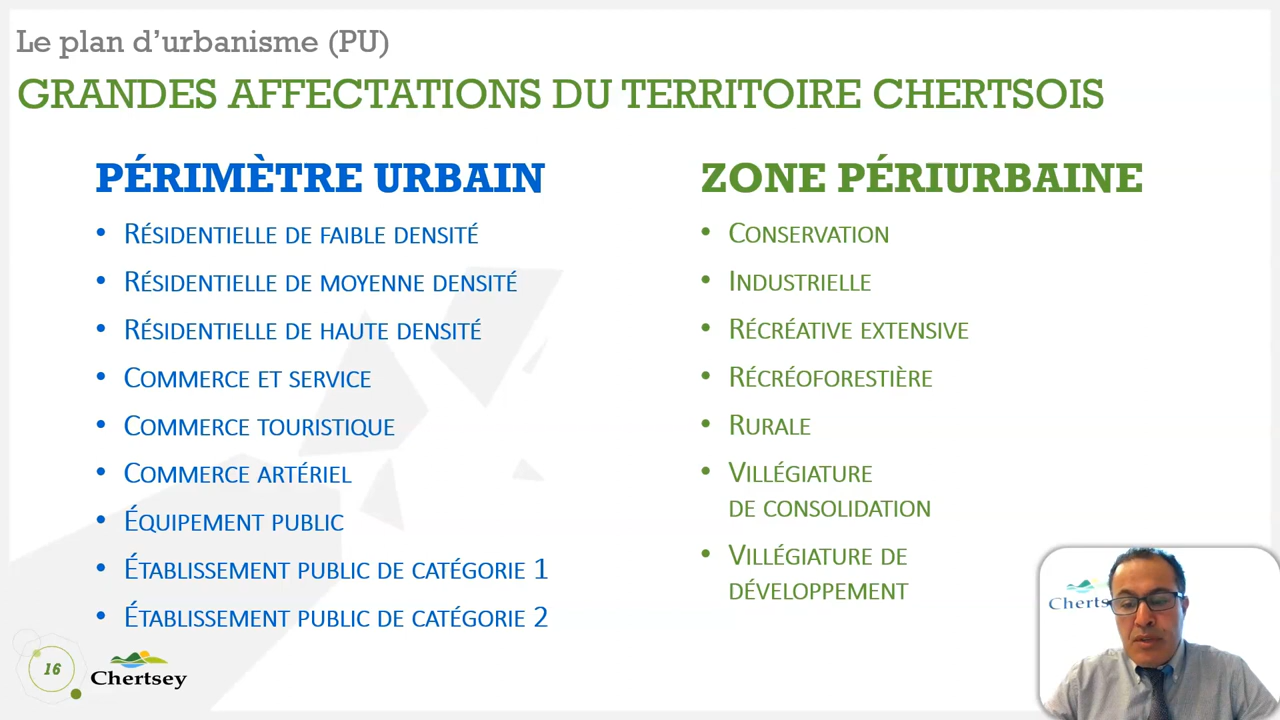 Le plan d’urbanisme (PU)
GRANDES AFFECTATIONS DU TERRITOIRE CHERTSOIS
PÉRIMÈTRE URBAIN
• RÉSIDENTIELLE DE FAIBLE DENSITÉ
• RÉSIDENTIELLE DE MOYENNE DENSITÉ
• RÉSIDENTIELLE DE HAUTE DENSITÉ
• COMMERCE ET SERVICE
• COMMERCE TOURISTIQUE
• COMMERCE ARTÉRIEL
• ÉQUIPEMENT PUBLIC
• ÉTABLISSEMENT PUBLIC DE CATÉGORIE 1
• ÉTABLISSEMENT PUBLIC DE CATÉGORIE 2
ZONE PÉRIURBAINE
• CONSERVATION
• INDUSTRIELLE
• RÉCRÉATIVE EXTENSIVE
• RÉCRÉOFORESTIÈRE
• RURALE
• VILLÉGIATURE
DE CONSOLIDATION
• VILLÉGIATURE DE
DÉVELOPPEMENT
16
Chertsey
Chertse